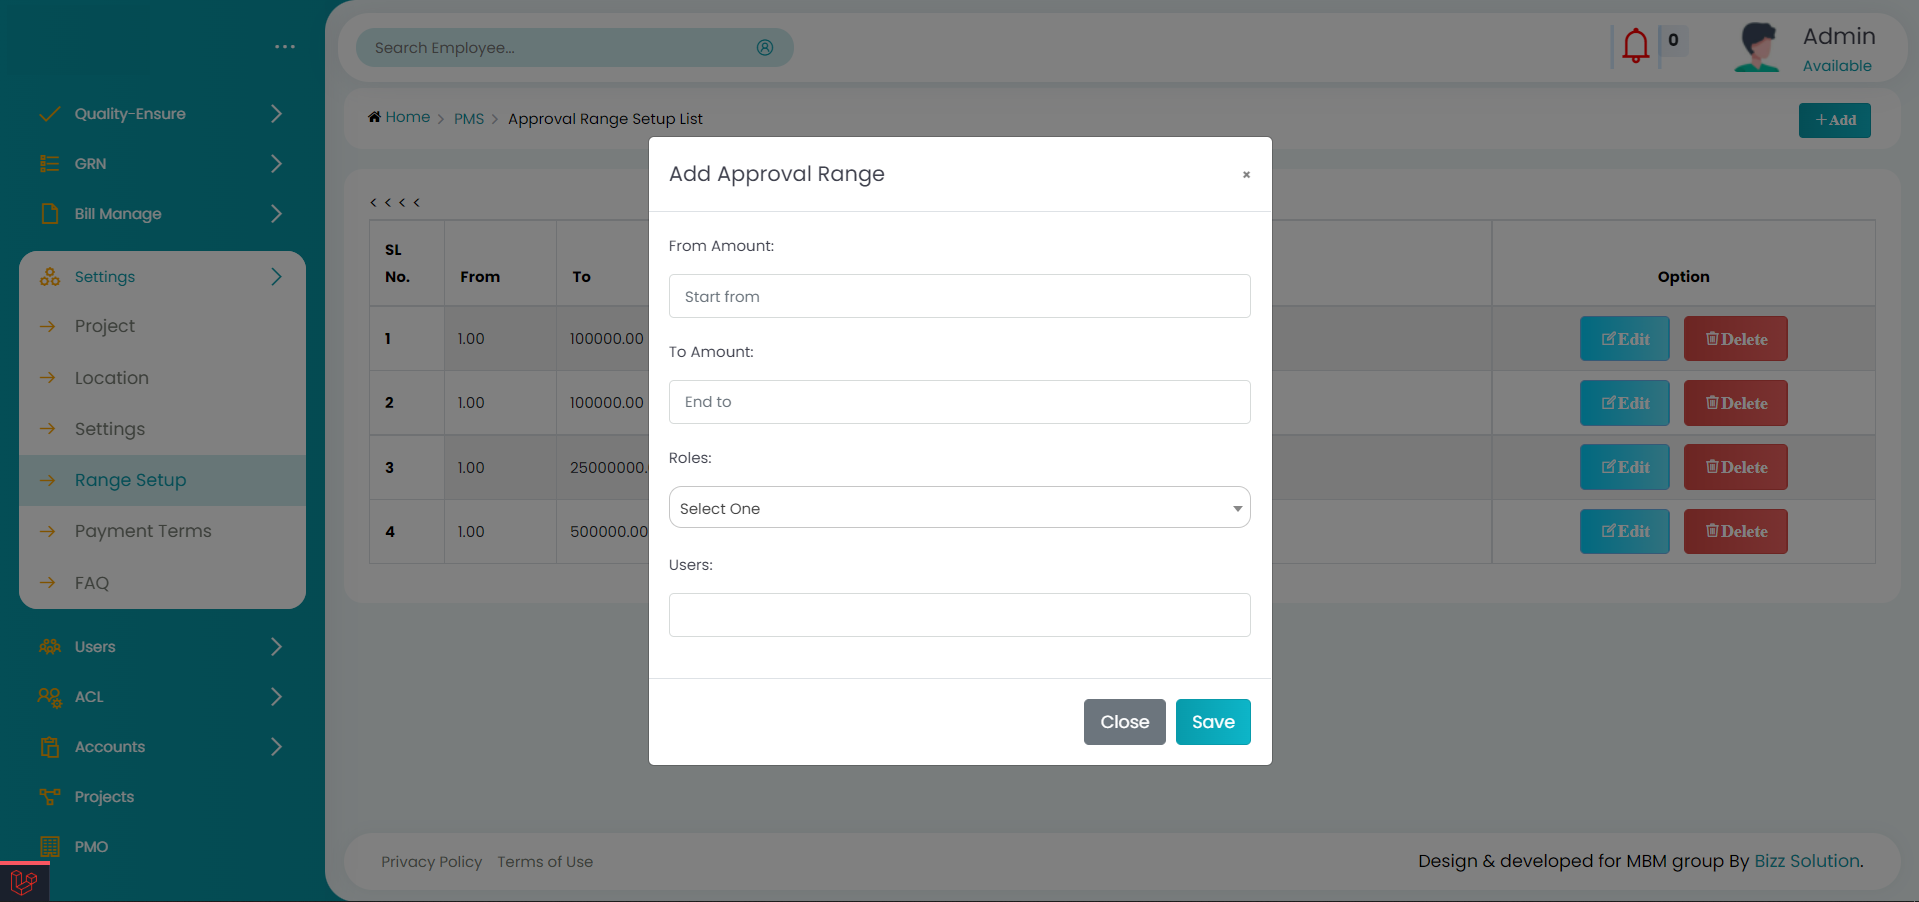 ...
Search Employee...
0
Admin
Available
Quality-Ensure
GRN
Bill Manage
Settings
Project
Location
Settings
Range Setup
Payment Terms
FAQ
Users
ACL
Accounts
Projects
PMO
Home > PMS > Approval Range Setup List
+Add
< < < <
SL No. From To Option
1 1.00 100000.00 Edit Delete
2 1.00 100000.00 Edit Delete
3 1.00 25000000. Edit Delete
4 1.00 500000.00 Edit Delete
Add Approval Range
×
From Amount:
Start from
To Amount:
End to
Roles:
Select One
Users:
Close Save
Privacy Policy Terms of Use
Design & developed for MBM group By Bizz Solution.